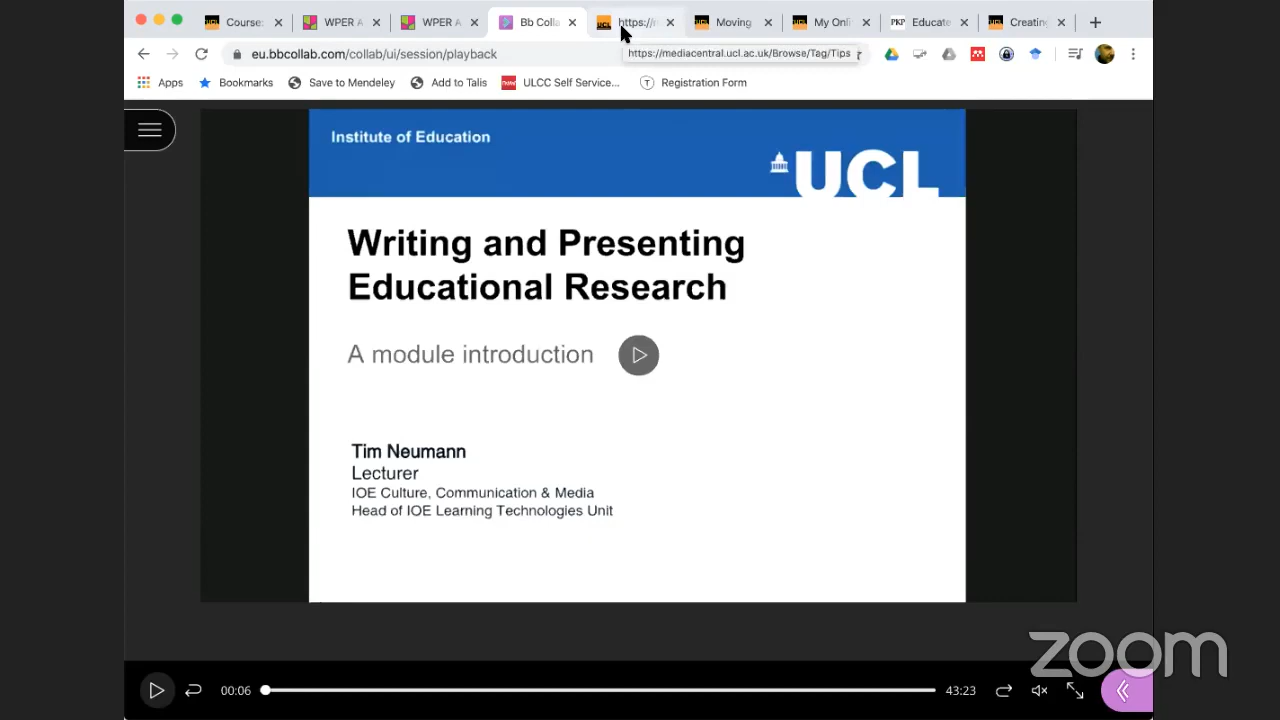 Course:
WPER A
WPER A
Bb Colla
https://m
Moving
My Onli
Educate
Creating
eu.bbcollab.com/collab/ui/session/playback
https://mediacentral.ucl.ac.uk/Browse/Tag/Tips
Apps
Bookmarks
Save to Mendeley
Add to Talis
ULCC Self Service...
Registration Form
Institute of Education
UCL
Writing and Presenting
Educational Research
A module introduction
Tim Neumann
Lecturer
IOE Culture, Communication & Media
Head of IOE Learning Technologies Unit
zoom
00:06
43:23